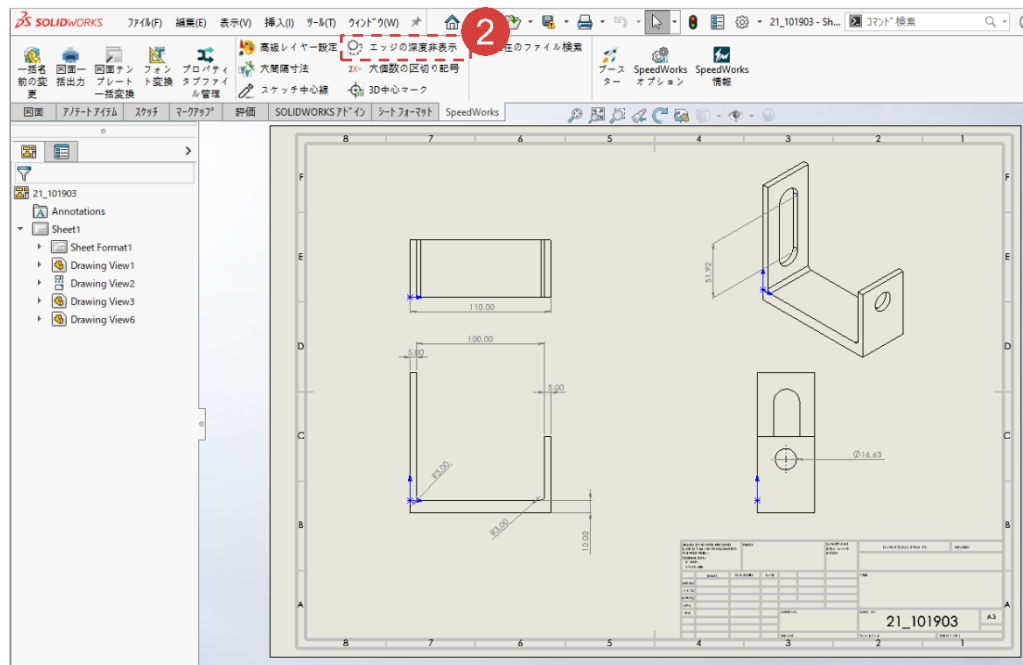 SOLIDWORKS ファイル(F) 編集(E) 表示(V) 挿入(I) ツール(T) ウィンドウ(W) 21_101903 - Sh... コマンド検索
2
一括名前の変更
図面一括出力
図面テンプレート一括変換
フォント変換
プロパティタブファイル管理
高級レイヤー設定
穴間隔寸法
スケッチ中心線
エッジの深度非表示
2X- 穴個数の区切り記号
3D中心マーク
在のファイル検索
ブースター
SpeedWorks オプション
SpeedWorks 情報
図面 アノテートアイテム スケッチ マークアップ 評価 SOLIDWORKS アドイン シートフォーマット SpeedWorks
21_101903
Annotations
Sheet1
Sheet Format1
Drawing View1
Drawing View2
Drawing View3
Drawing View6
8 7 6 5 4 3 2 1
F F
E E
D D
C C
B B
A A
8 7 6 5 4 3 2 1
110.00
51.92
100.00
5.00
5.00
R3.00
R3.00
10.00
Ø16.63
21_101903
A3